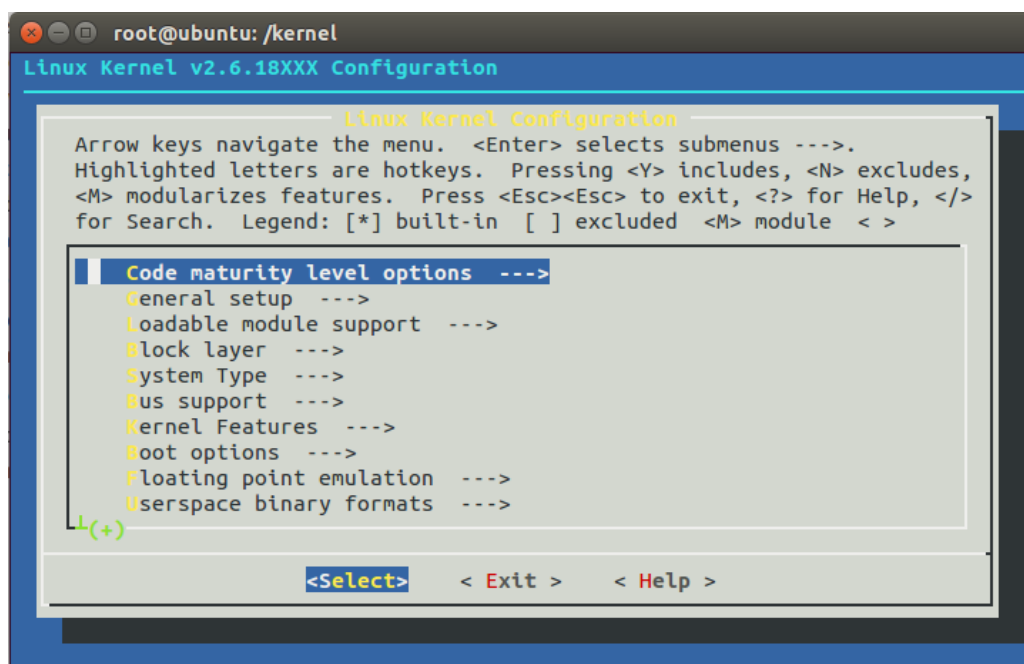 root@ubuntu: /kernel
Linux Kernel v2.6.18XXX Configuration
Linux Kernel Configuration
Arrow keys navigate the menu.  <Enter> selects submenus --->.
Highlighted letters are hotkeys.  Pressing <Y> includes, <N> excludes,
<M> modularizes features.  Press <Esc><Esc> to exit, <?> for Help, </>
for Search.  Legend: [*] built-in  [ ] excluded  <M> module  < >
Code maturity level options  --->
General setup  --->
Loadable module support  --->
Block layer  --->
System Type  --->
Bus support  --->
Kernel Features  --->
Boot options  --->
Floating point emulation  --->
Userspace binary formats  --->
(+)
<Select>    < Exit >    < Help >